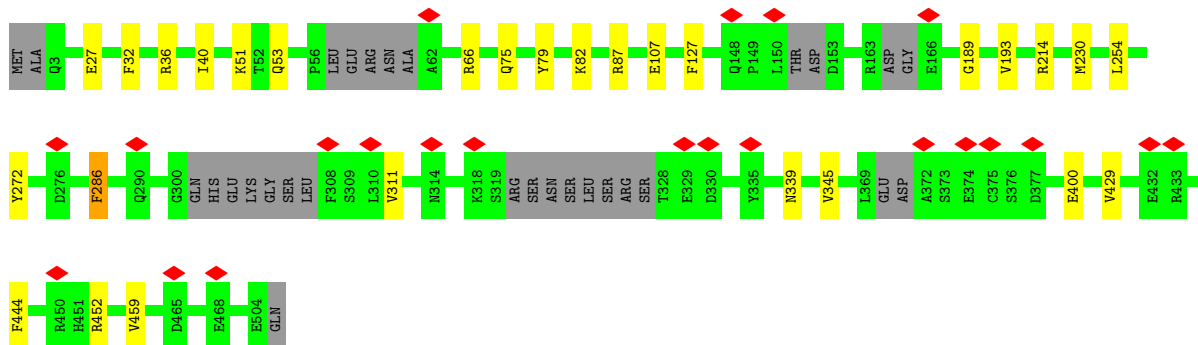 MET ALA Q3 E27 F32 R36 I40 K51 T52 Q53 P56 LEU GLU ARG ASN ALA A62 R66 Q75 Y79 K82 R87 E107 F127 Q148 P149 L150 THR ASP D153 R163 ASP GLY E166 G189 V193 R214 M230 L254
Y272 D276 F286 Q290 G300 GLN HIS GLU LYS GLY SER LEU F308 S309 L310 V311 N314 K318 S319 ARG SER ASN SER LEU SER ARG SER T328 E329 D330 Y335 N339 V345 L369 GLU ASP A372 S373 E374 C375 S376 D377 E400 V429 E432 R433
F444 R450 H451 R452 V459 D465 E468 E504 GLN